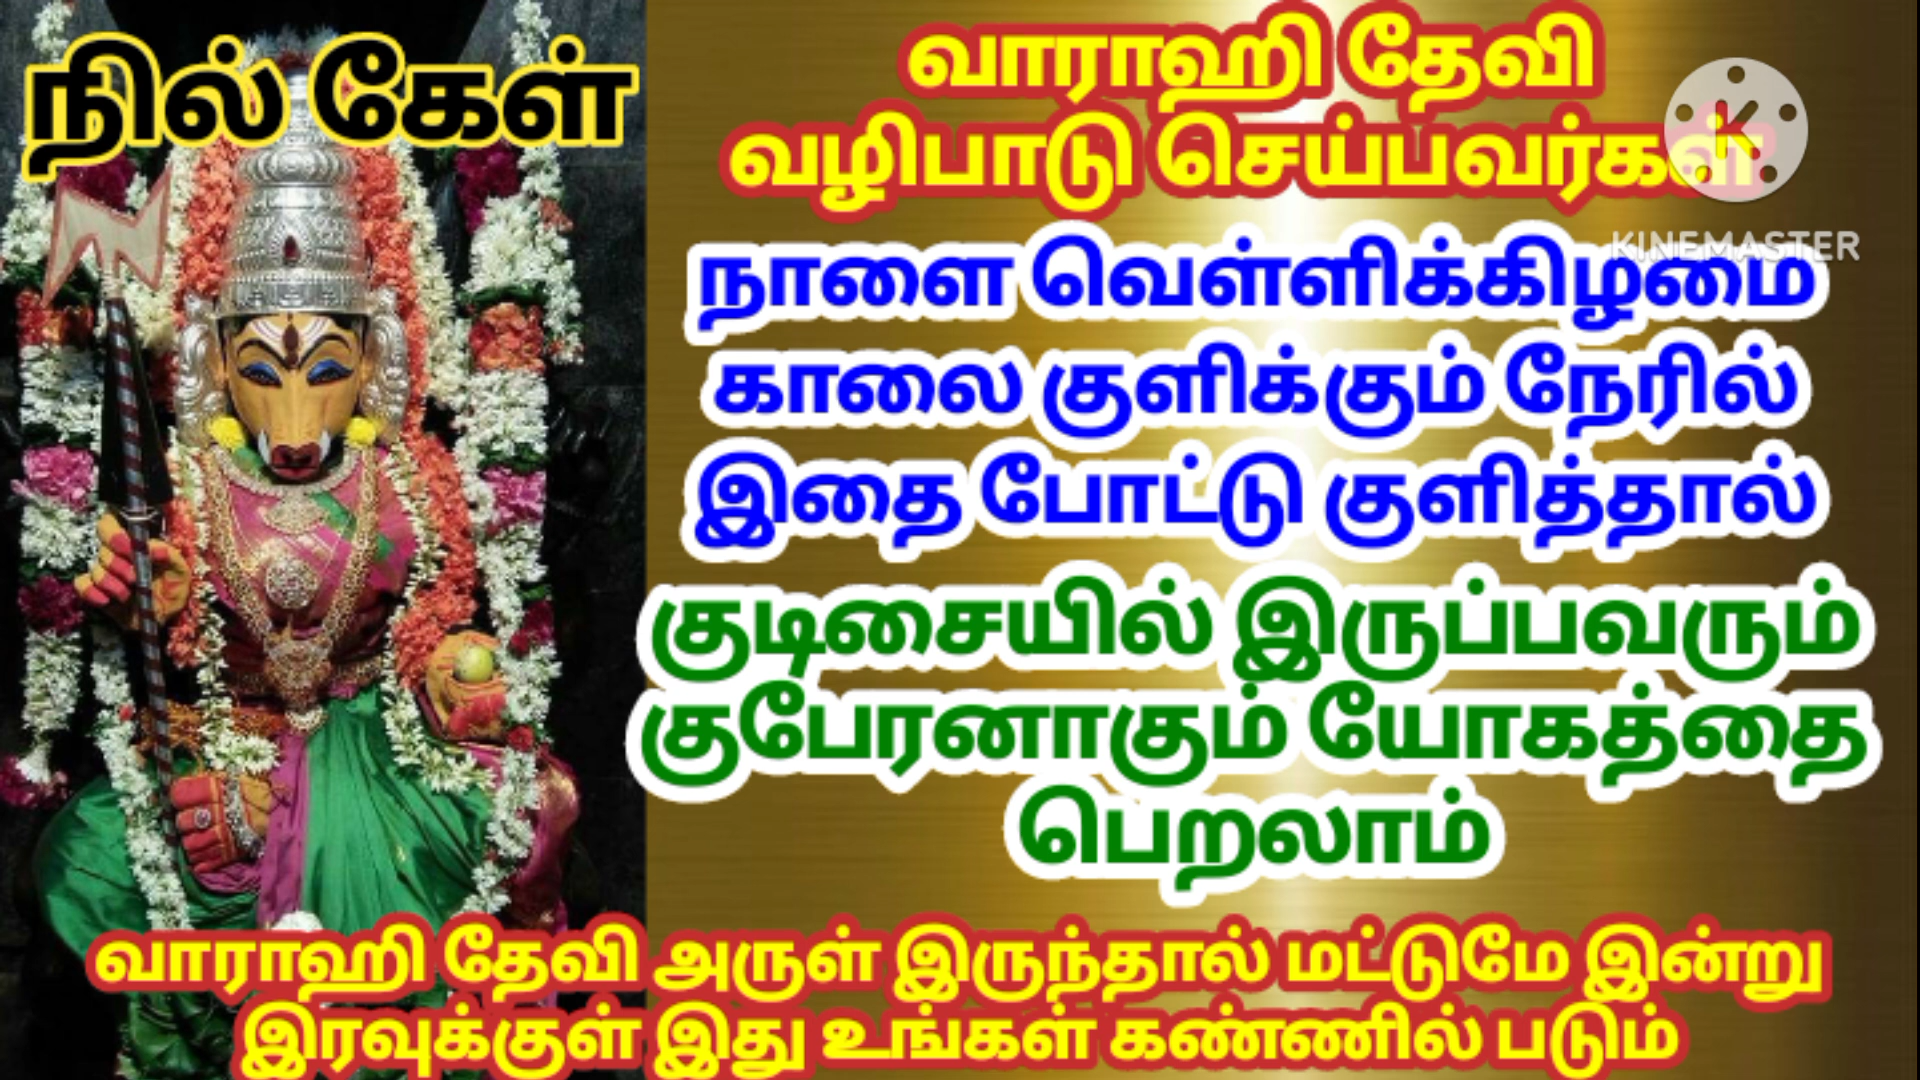 நில் கேள்
வாராஹி தேவி
வழிபாடு செய்பவர்கள்
K
KINEMASTER
நாளை வெள்ளிக்கிழமை
காலை குளிக்கும் நேரில்
இதை போட்டு குளித்தால்
குடிசையில் இருப்பவரும்
குபேரனாகும் யோகத்தை
பெறலாம்
வாராஹி தேவி அருள் இருந்தால் மட்டுமே இன்று
இரவுக்குள் இது உங்கள் கண்ணில் படும்